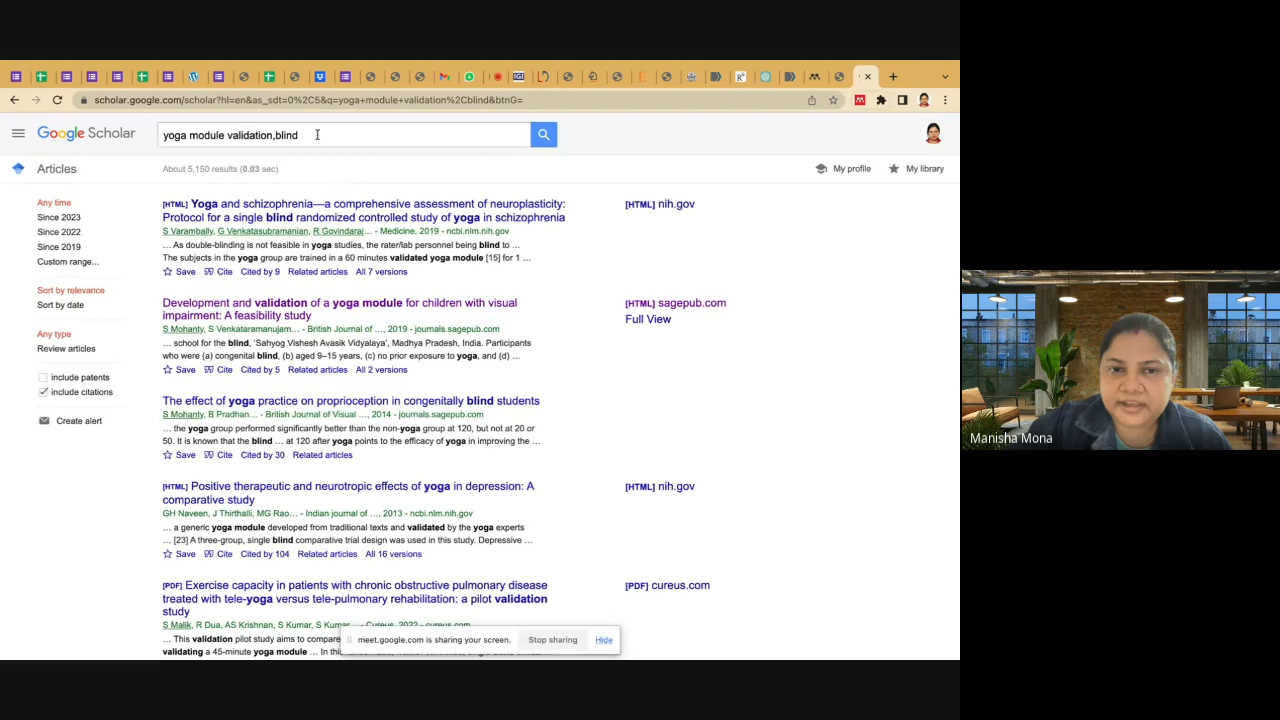 scholar.google.com/scholar?hl=en&as_sdt=0%2C5&q=yoga+module+validation%2Cblind&btnG=
Google Scholar
yoga module validation,blind
Articles
About 5,150 results (0.03 sec)
My profile
My library
Any time
Since 2023
Since 2022
Since 2019
Custom range...
Sort by relevance
Sort by date
Any type
Review articles
include patents
include citations
Create alert
[HTML] Yoga and schizophrenia—a comprehensive assessment of neuroplasticity:
Protocol for a single blind randomized controlled study of yoga in schizophrenia
S Varambally, G Venkatasubramanian, R Govindaraj... - Medicine, 2019 - ncbi.nlm.nih.gov
... As double-blinding is not feasible in yoga studies, the rater/lab personnel being blind to ...
The subjects in the yoga group are trained in a 60 minutes validated yoga module [15] for 1 ...
Save Cite Cited by 9 Related articles All 7 versions
[HTML] nih.gov
Development and validation of a yoga module for children with visual
impairment: A feasibility study
S Mohanty, S Venkataramanujam... - British Journal of ..., 2019 - journals.sagepub.com
... school for the blind, 'Sahyog Vishesh Avasik Vidyalaya', Madhya Pradesh, India. Participants
who were (a) congenital blind, (b) aged 9–15 years, (c) no prior exposure to yoga, and (d) ...
Save Cite Cited by 5 Related articles All 2 versions
[HTML] sagepub.com
Full View
The effect of yoga practice on proprioception in congenitally blind students
S Mohanty, B Pradhan... - British Journal of Visual ..., 2014 - journals.sagepub.com
... the yoga group performed significantly better than the non-yoga group at 120, but not at 20 or
50. It is known that the blind ... at 120 after yoga points to the efficacy of yoga in improving the ...
Save Cite Cited by 30 Related articles
[HTML] Positive therapeutic and neurotropic effects of yoga in depression: A
comparative study
GH Naveen, J Thirthalli, MG Rao... - Indian journal of ..., 2013 - ncbi.nlm.nih.gov
... a generic yoga module developed from traditional texts and validated by the yoga experts
... [23] A three-group, single blind comparative trial design was used in this study. Depressive ...
Save Cite Cited by 104 Related articles All 16 versions
[HTML] nih.gov
[PDF] Exercise capacity in patients with chronic obstructive pulmonary disease
treated with tele-yoga versus tele-pulmonary rehabilitation: a pilot validation
study
S Malik, R Dua, AS Krishnan, S Kumar, S Kumar... - Cureus, 2022 - cureus.com
... This validation pilot study aims to compare
validating a 45-minute yoga module ... In this
[PDF] cureus.com
meet.google.com is sharing your screen.
Stop sharing
Hide
Manisha Mona